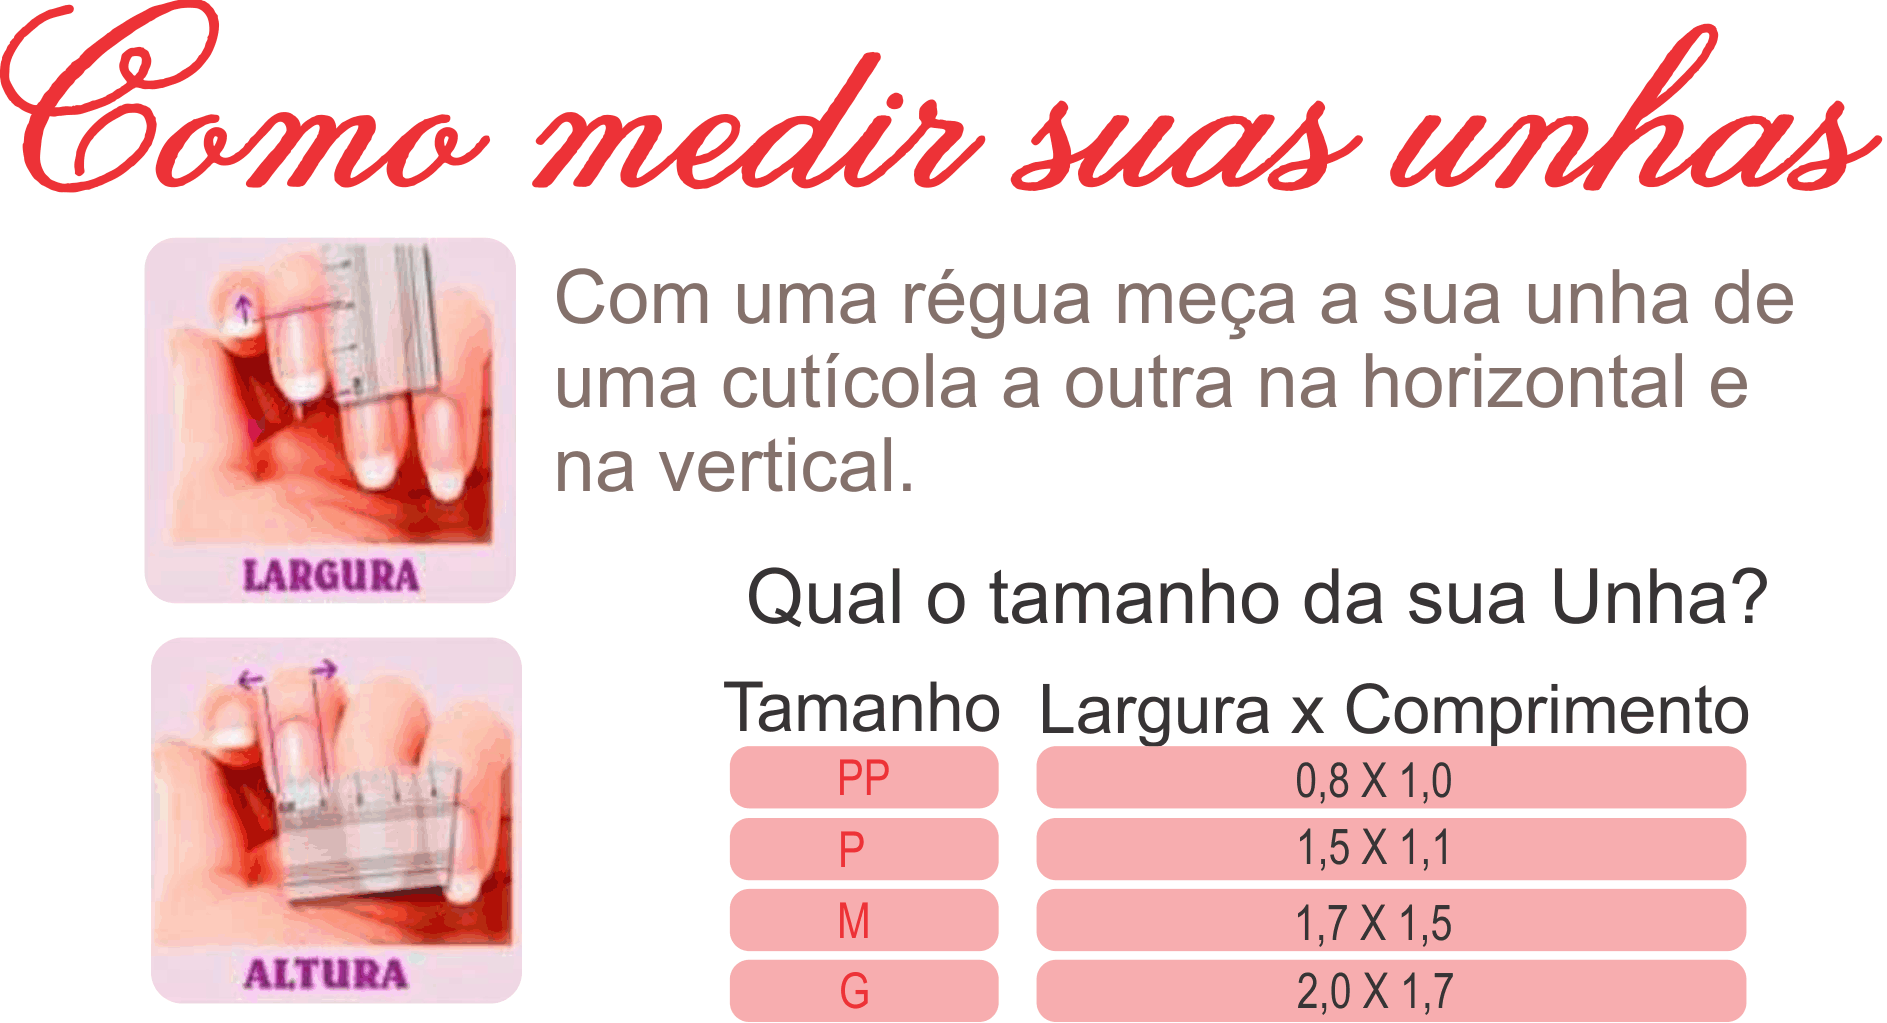 Como medir suas unhas
Com uma régua meça a sua unha de
uma cutícola a outra na horizontal e
na vertical.
LARGURA
Qual o tamanho da sua Unha?
Tamanho Largura x Comprimento
PP 0,8 X 1,0
P 1,5 X 1,1
M 1,7 X 1,5
G 2,0 X 1,7
ALTURA